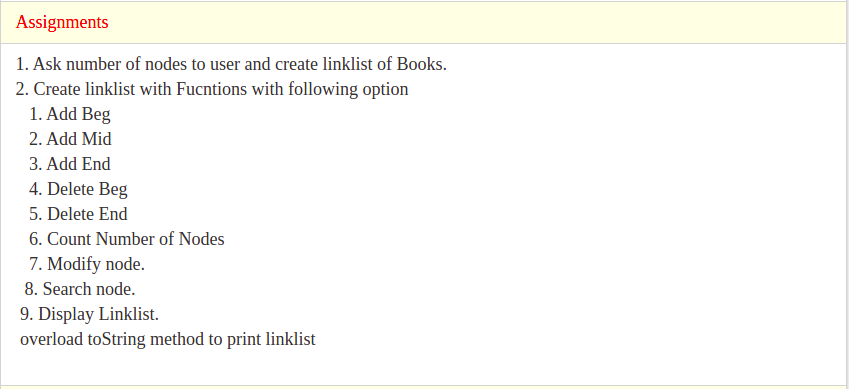 Assignments
1. Ask number of nodes to user and create linklist of Books.
2. Create linklist with Fucntions with following option
1. Add Beg
2. Add Mid
3. Add End
4. Delete Beg
5. Delete End
6. Count Number of Nodes
7. Modify node.
8. Search node.
9. Display Linklist.
overload toString method to print linklist